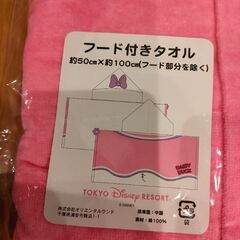 フード付きタオル
約50cm×約100cm(フード部分を除く)
DAISY
DUCK
TOKYO Disney RESORT
©DISNEY
株式会社オリエンタルランド
千葉県浦安市舞浜1-1
原産国:中国
素材:綿100%